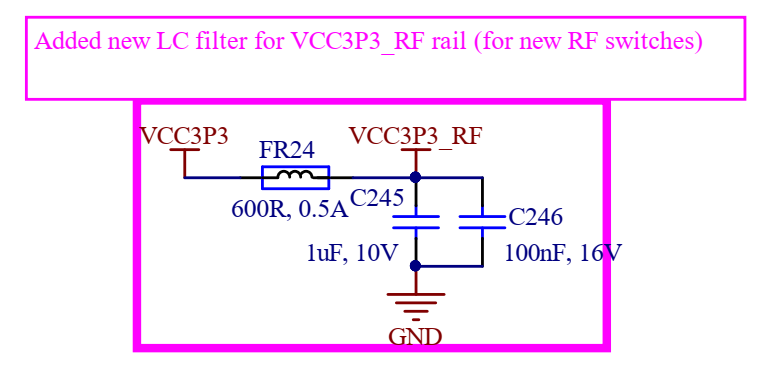 Added new LC filter for VCC3P3_RF rail (for new RF switches)
VCC3P3
VCC3P3_RF
FR24
600R, 0.5A
C245
1uF, 10V
C246
100nF, 16V
GND